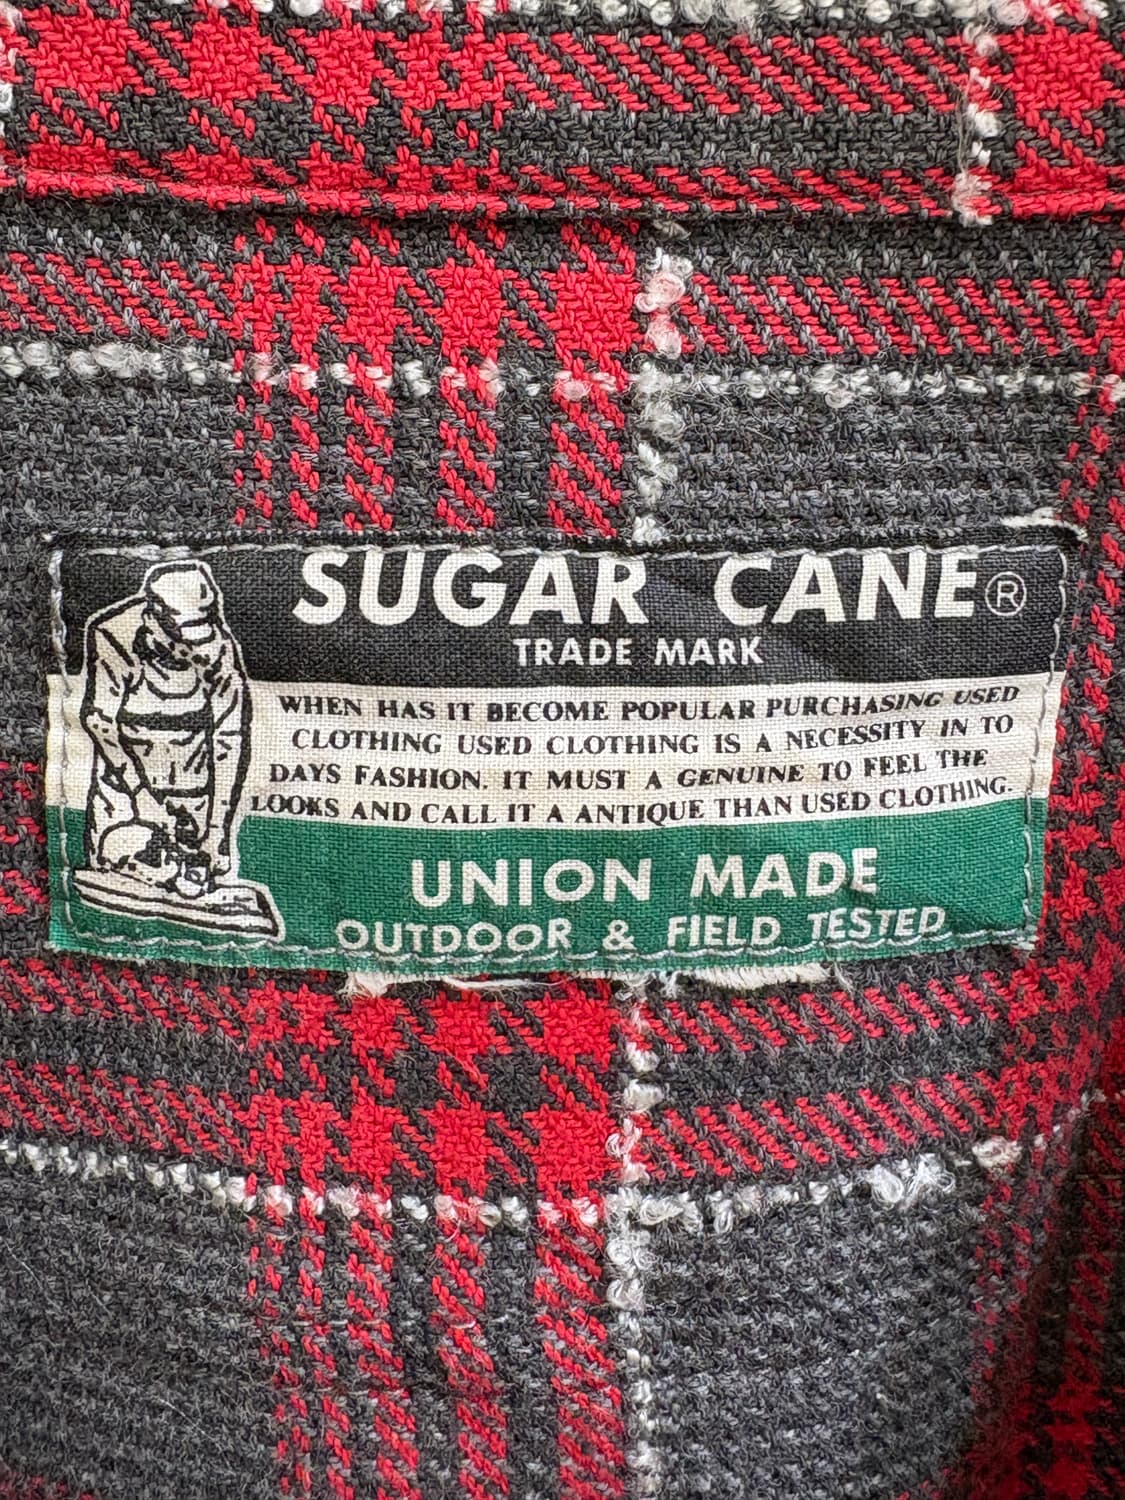 SUGAR CANE®
TRADE MARK
WHEN HAS IT BECOME POPULAR PURCHASING USED
CLOTHING USED CLOTHING IS A NECESSITY IN TO
DAYS FASHION. IT MUST A GENUINE TO FEEL THE
LOOKS AND CALL IT A ANTIQUE THAN USED CLOTHING.
UNION MADE
OUTDOOR & FIELD TESTED